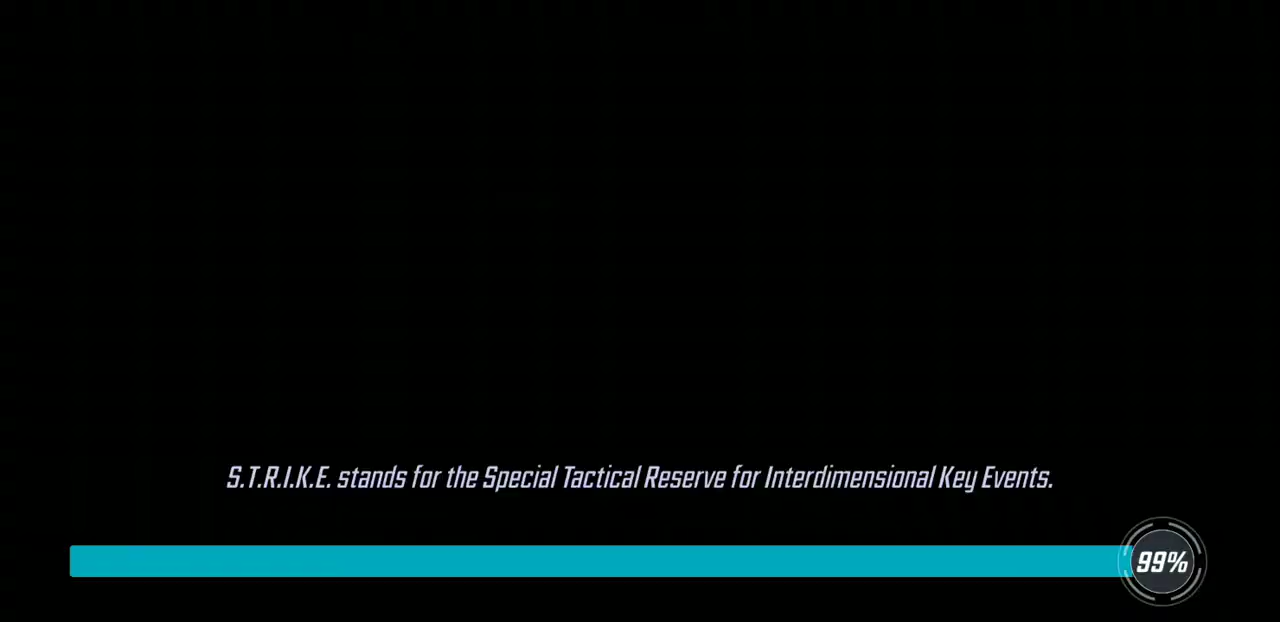 S.T.R.I.K.E. stands for the Special Tactical Reserve for Interdimensional Key Events.
99%